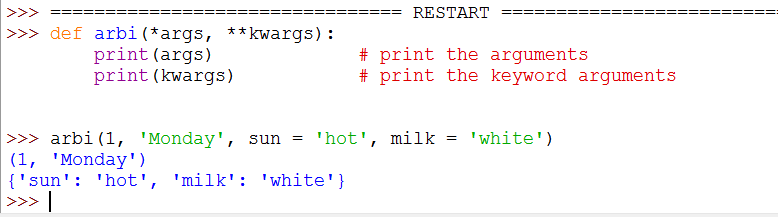 >>> ================================= RESTART ===========================
>>> def arbi(*args, **kwargs):
        print(args)             # print the arguments
        print(kwargs)           # print the keyword arguments
>>> arbi(1, 'Monday', sun = 'hot', milk = 'white')
(1, 'Monday')
{'sun': 'hot', 'milk': 'white'}
>>>